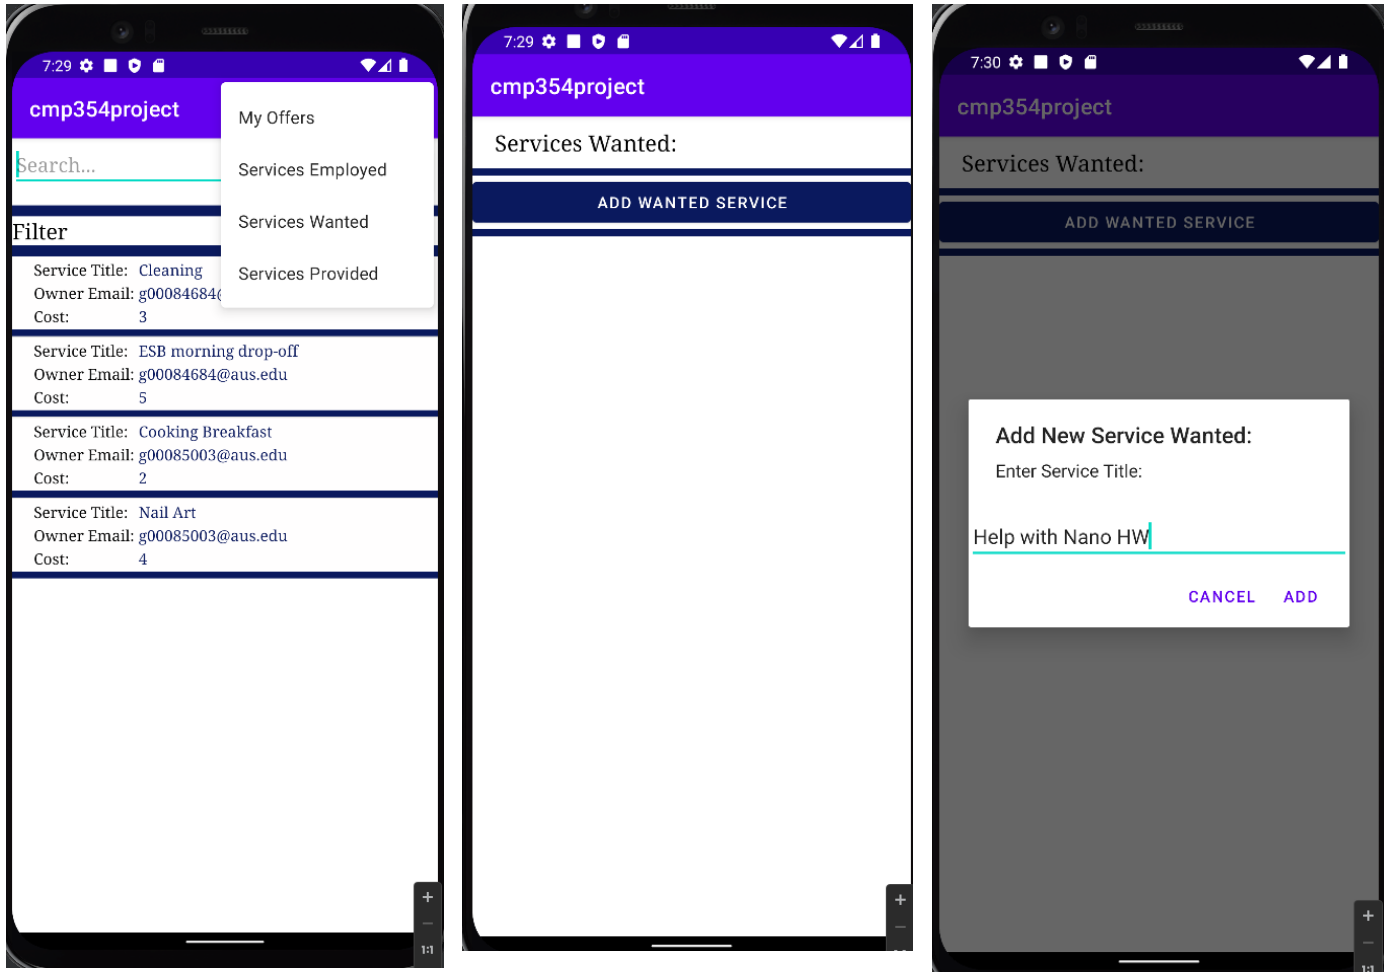 7:29
cmp354project
My Offers
Services Employed
Services Wanted
Services Provided
Search...
Filter
Service Title: Cleaning
Owner Email: g00084684@
Cost: 3
Service Title: ESB morning drop-off
Owner Email: g00084684@aus.edu
Cost: 5
Service Title: Cooking Breakfast
Owner Email: g00085003@aus.edu
Cost: 2
Service Title: Nail Art
Owner Email: g00085003@aus.edu
Cost: 4
+
−
1:1
7:29
cmp354project
Services Wanted:
ADD WANTED SERVICE
+
−
7:30
cmp354project
Services Wanted:
ADD WANTED SERVICE
Add New Service Wanted:
Enter Service Title:
Help with Nano HW
CANCEL ADD
+
−
1:1